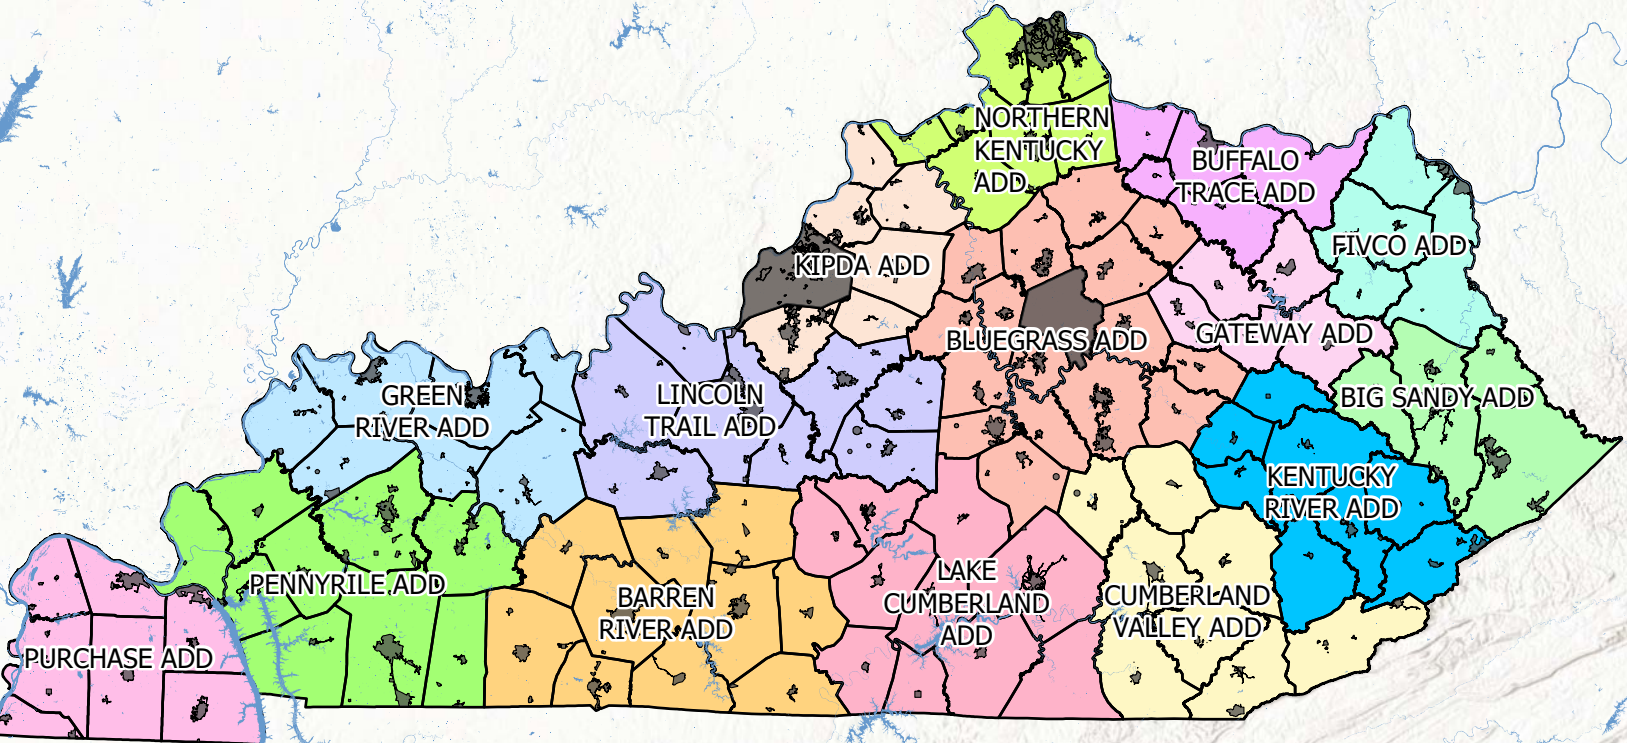 NORTHERN
KENTUCKY
ADD
BUFFALO
TRACE ADD
FIVCO ADD
KIPDA ADD
BLUEGRASS ADD
GATEWAY ADD
BIG SANDY ADD
GREEN
RIVER ADD
LINCOLN
TRAIL ADD
KENTUCKY
RIVER ADD
PENNYRILE ADD
BARREN
RIVER ADD
LAKE
CUMBERLAND
ADD
CUMBERLAND
VALLEY ADD
PURCHASE ADD